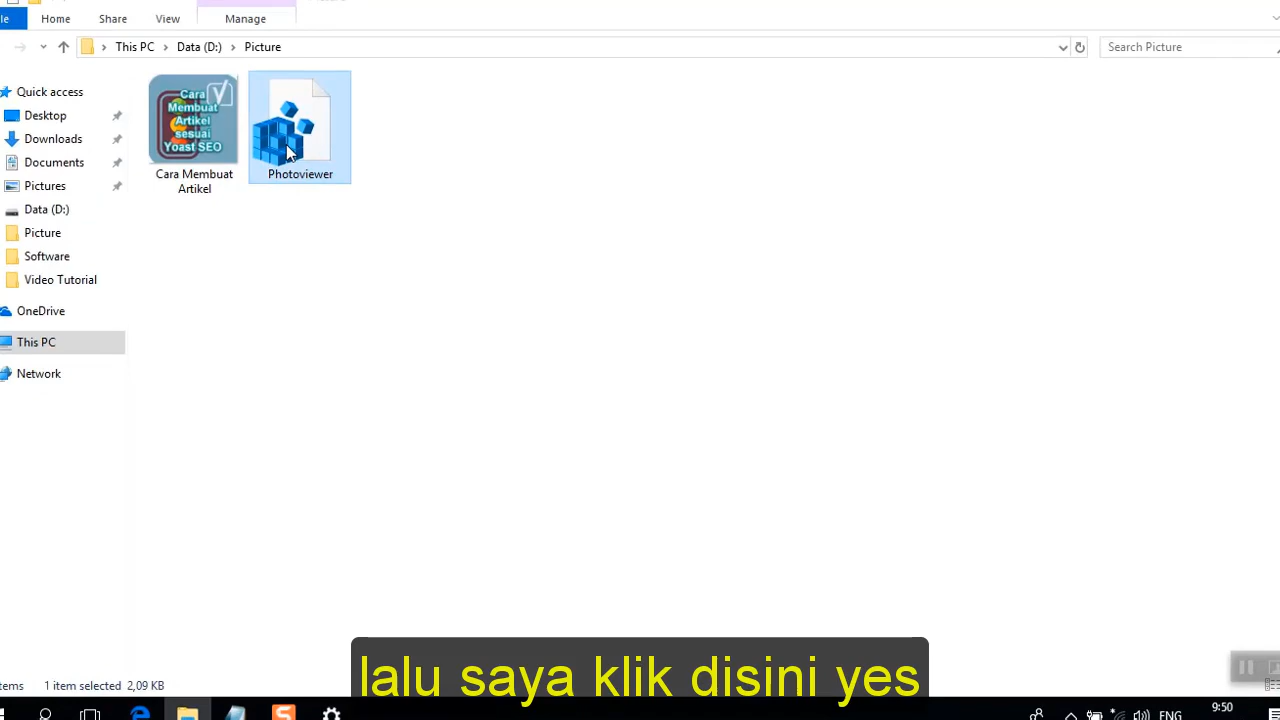 Home Share View Manage
This PC Data (D:) Picture
Search Picture
Quick access
Desktop
Downloads
Documents
Pictures
Data (D:)
Picture
Software
Video Tutorial
OneDrive
This PC
Network
Cara
Membuat
Artikel
sesuai
Yoast SEO
Cara Membuat
Artikel
Photoviewer
1 item selected 2,09 KB
lalu saya klik disini yes
ENG
9:50